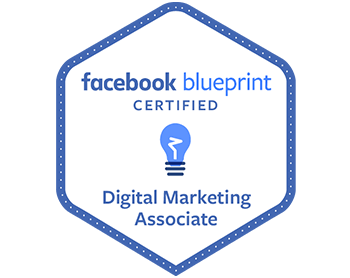 facebook blueprint
CERTIFIED
Digital Marketing
Associate